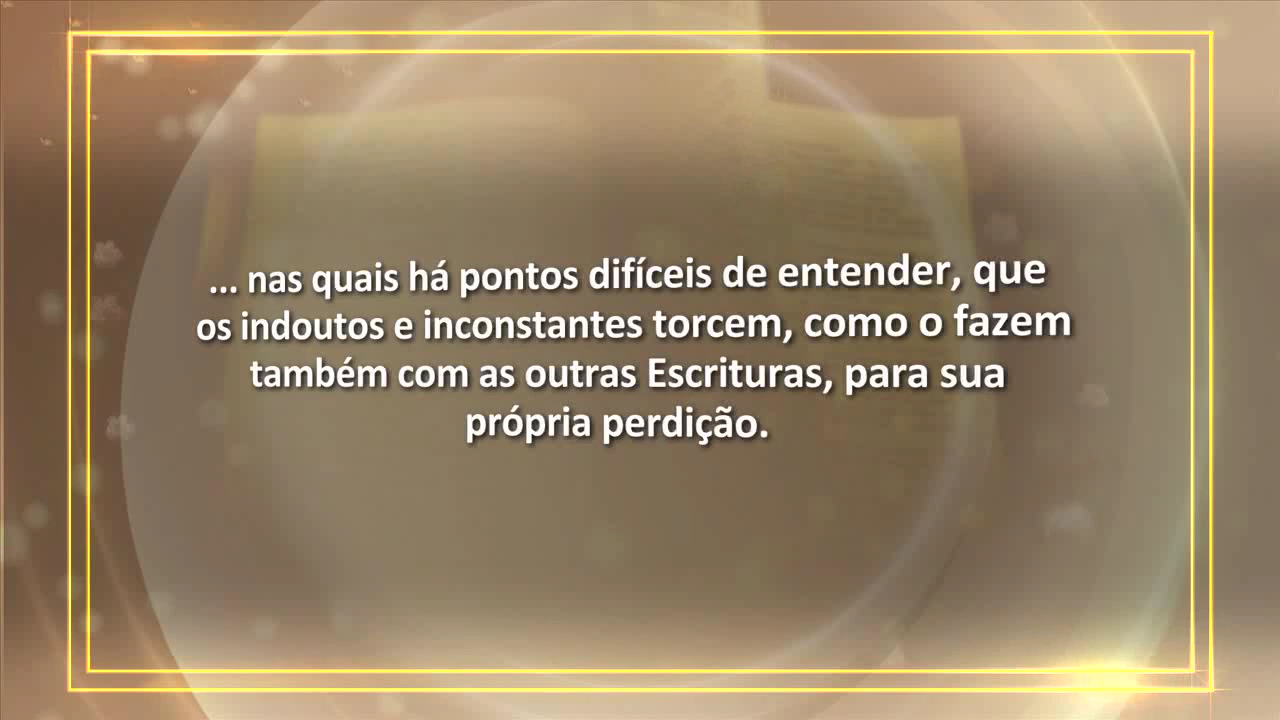 ... nas quais há pontos difíceis de entender, que
os indoutos e inconstantes torcem, como o fazem
também com as outras Escrituras, para sua
própria perdição.